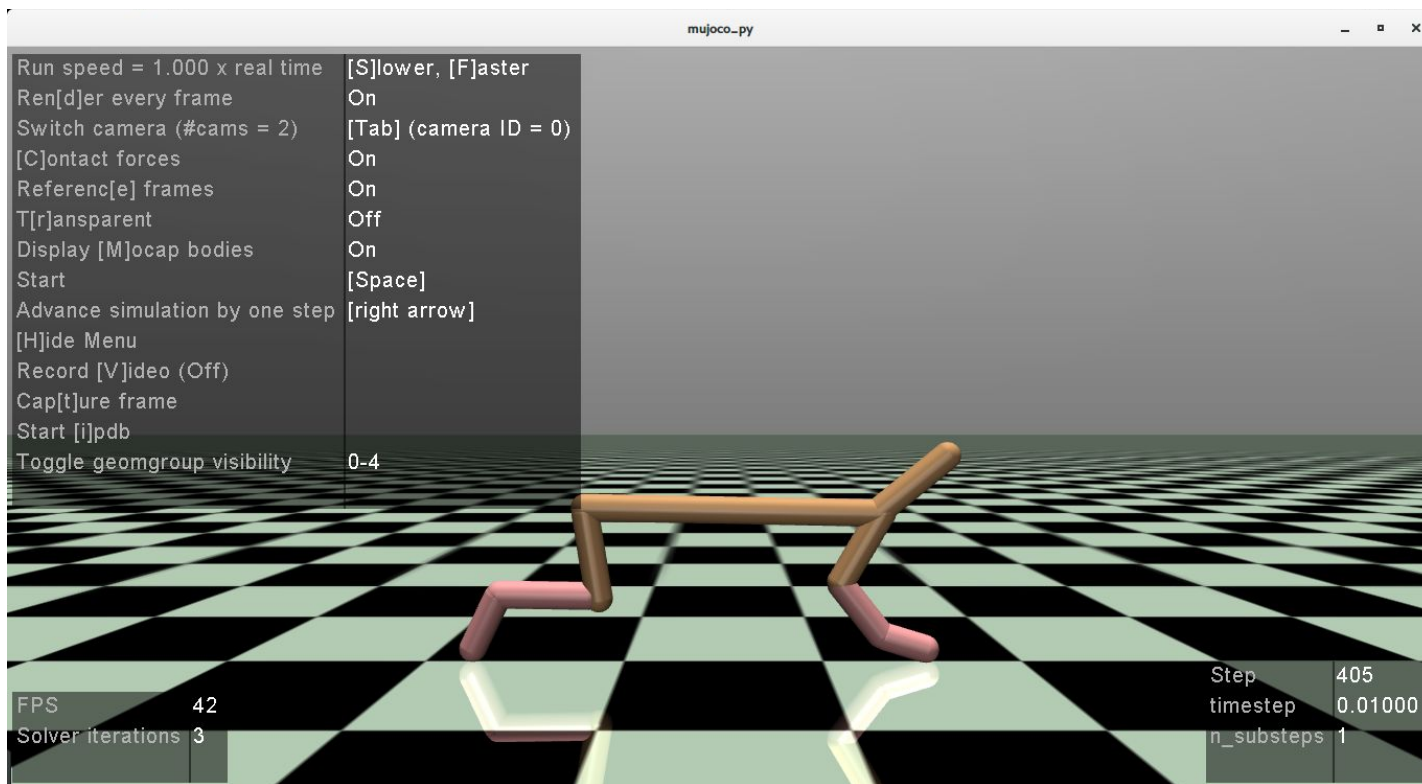 mujoco_py
Run speed = 1.000 x real time [S]lower, [F]aster
Ren[d]er every frame On
Switch camera (#cams = 2) [Tab] (camera ID = 0)
[C]ontact forces On
Referenc[e] frames On
T[r]ansparent Off
Display [M]ocap bodies On
Start [Space]
Advance simulation by one step [right arrow]
[H]ide Menu
Record [V]ideo (Off)
Cap[t]ure frame
Start [i]pdb
Toggle geomgroup visibility 0-4
FPS 42
Solver iterations 3
Step 405
timestep 0.01000
n_substeps 1